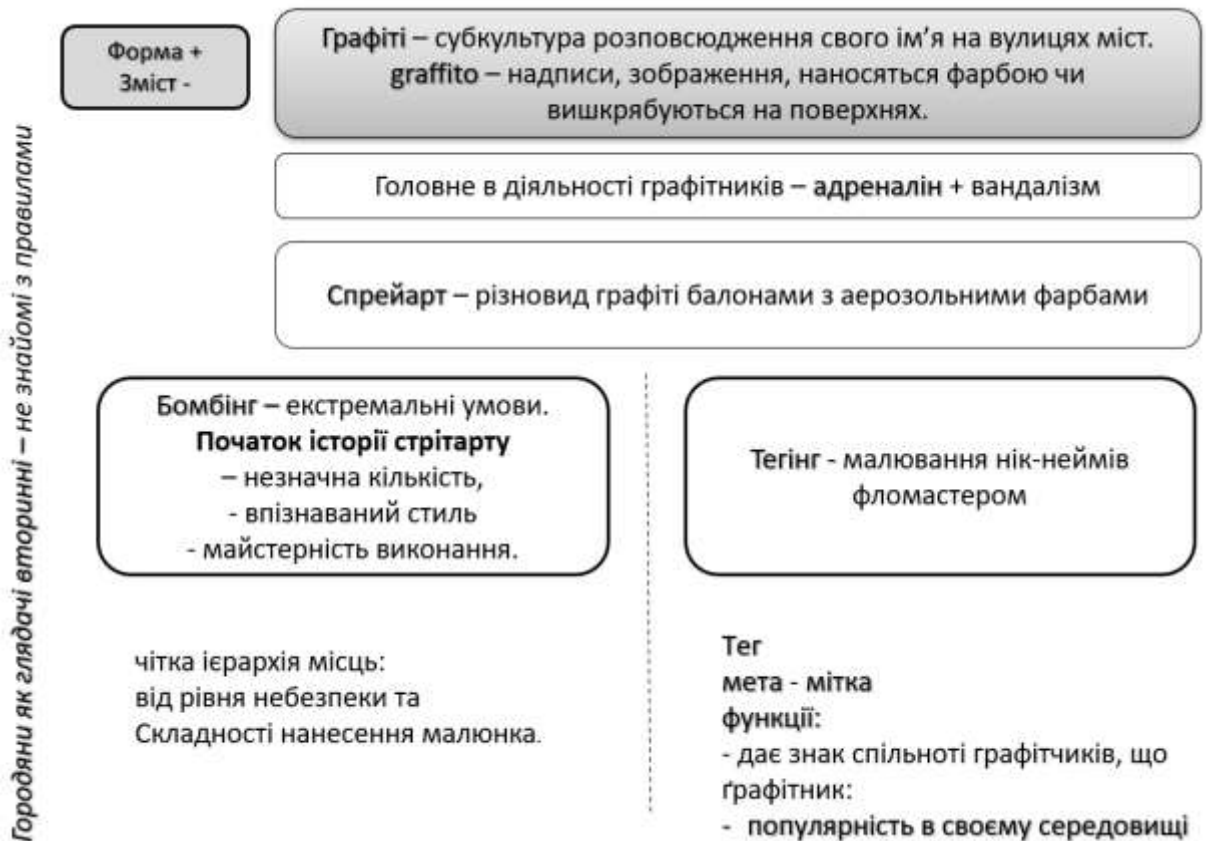 Форма +
Зміст -
Графіті – субкультура розповсюдження свого ім’я на вулицях міст.
graffito – надписи, зображення, наносяться фарбою чи
вишкрябуються на поверхнях.
Головне в діяльності графітників – адреналін + вандалізм
Спрейарт – різновид графіті балонами з аерозольними фарбами
Городяни як глядачі вторинні – не знайомі з правилами
Бомбінг – екстремальні умови.
Початок історії стрітарту
– незначна кількість,
- впізнаваний стиль
- майстерність виконання.
чітка ієрархія місць:
від рівня небезпеки та
Складності нанесення малюнка.
Тегінг - малювання нік-неймів
фломастером
Тег
мета - мітка
функції:
- дає знак спільноті графітчиків, що
ґрафітник:
- популярність в своєму середовищі